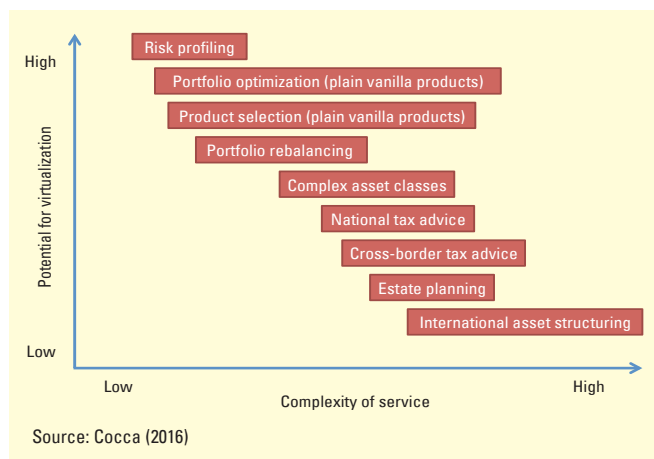 High
Risk profiling
Portfolio optimization (plain vanilla products)
Product selection (plain vanilla products)
Portfolio rebalancing
Complex asset classes
National tax advice
Cross-border tax advice
Estate planning
International asset structuring
Potential for virtualization
Low
Low
High
Complexity of service
Source: Cocca (2016)